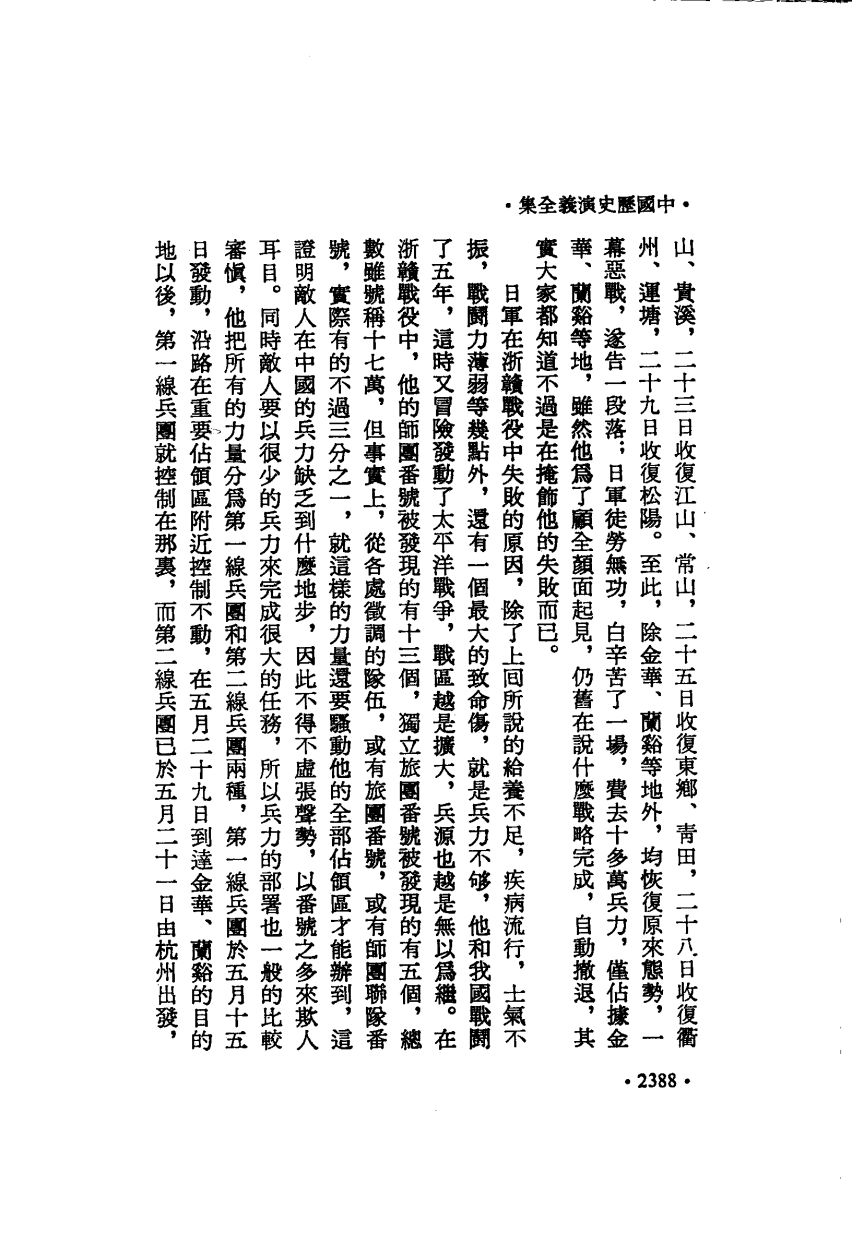 ·中國歷史演義全集·
山、貴溪，二十三日收復江山、常山，二十五日收復東鄉、青田，二十八日收復衢
州、運塘，二十九日收復松陽。至此，除金華、蘭谿等地外，均恢復原來態勢，一
幕惡戰，遂告一段落；日軍徒勞無功，白辛苦了一場，費去十多萬兵力，僅佔據金
華、蘭谿等地，雖然他爲了顧全顏面起見，仍舊在說什麼戰略完成，自動撤退，其
實大家都知道不過是在掩飾他的失敗而已。
日軍在浙贛戰役中失敗的原因，除了上囘所說的給養不足，疾病流行，士氣不
振，戰鬪力薄弱等幾點外，還有一個最大的致命傷，就是兵力不够，他和我國戰鬪
了五年，這時又冒險發動了太平洋戰爭，戰區越是擴大，兵源也越是無以爲繼。在
浙贛戰役中，他的師團番號被發現的有十三個，獨立旅團番號被發現的有五個，總
數雖號稱十七萬，但事實上，從各處徵調的隊伍，或有旅團番號，或有師團聯隊番
號，實際有的不過三分之一，就這樣的力量還要騷動他的全部佔領區才能辦到，這
證明敵人在中國的兵力缺乏到什麼地步，因此不得不虛張聲勢，以番號之多來欺人
耳目。同時敵人要以很少的兵力來完成很大的任務，所以兵力的部署也一般的比較
審愼，他把所有的力量分爲第一線兵團和第二線兵團兩種，第一線兵團於五月十五
日發動，沿路在重要佔領區附近控制不動，在五月二十九日到達金華、蘭谿的目的
地以後，第一線兵團就控制在那裏，而第二線兵團已於五月二十一日由杭州出發，
·2388·